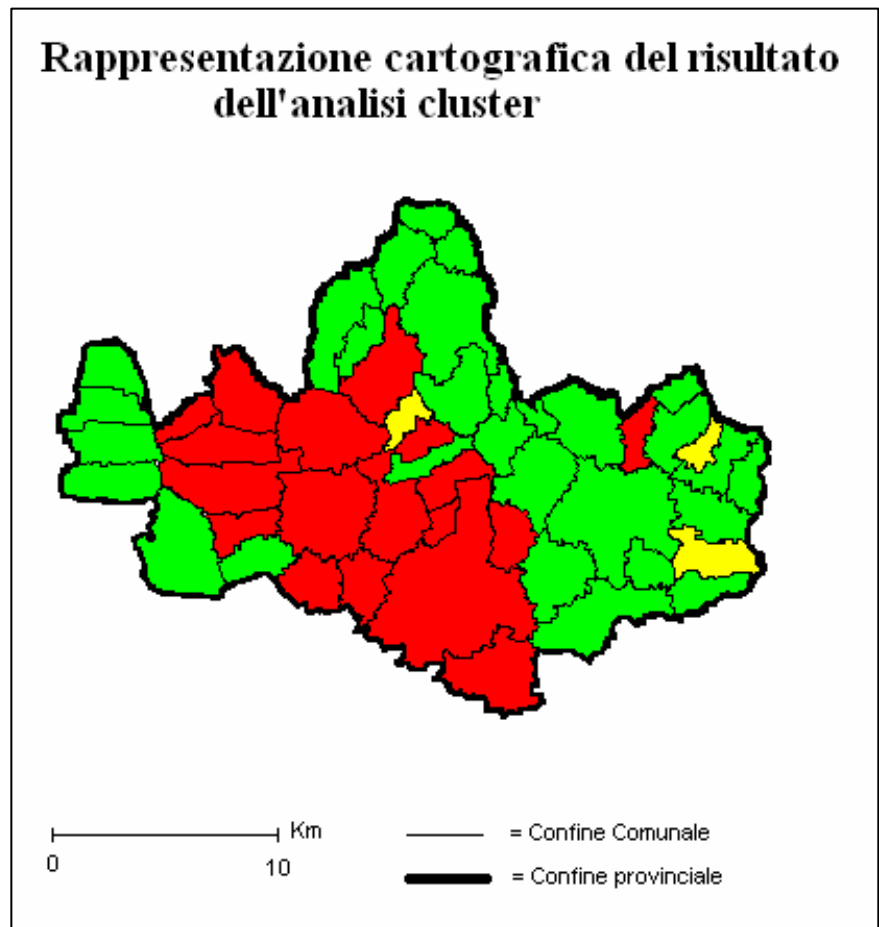 Rappresentazione cartografica del risultato
dell'analisi cluster
Km
0
10
= Confine Comunale
= Confine provinciale